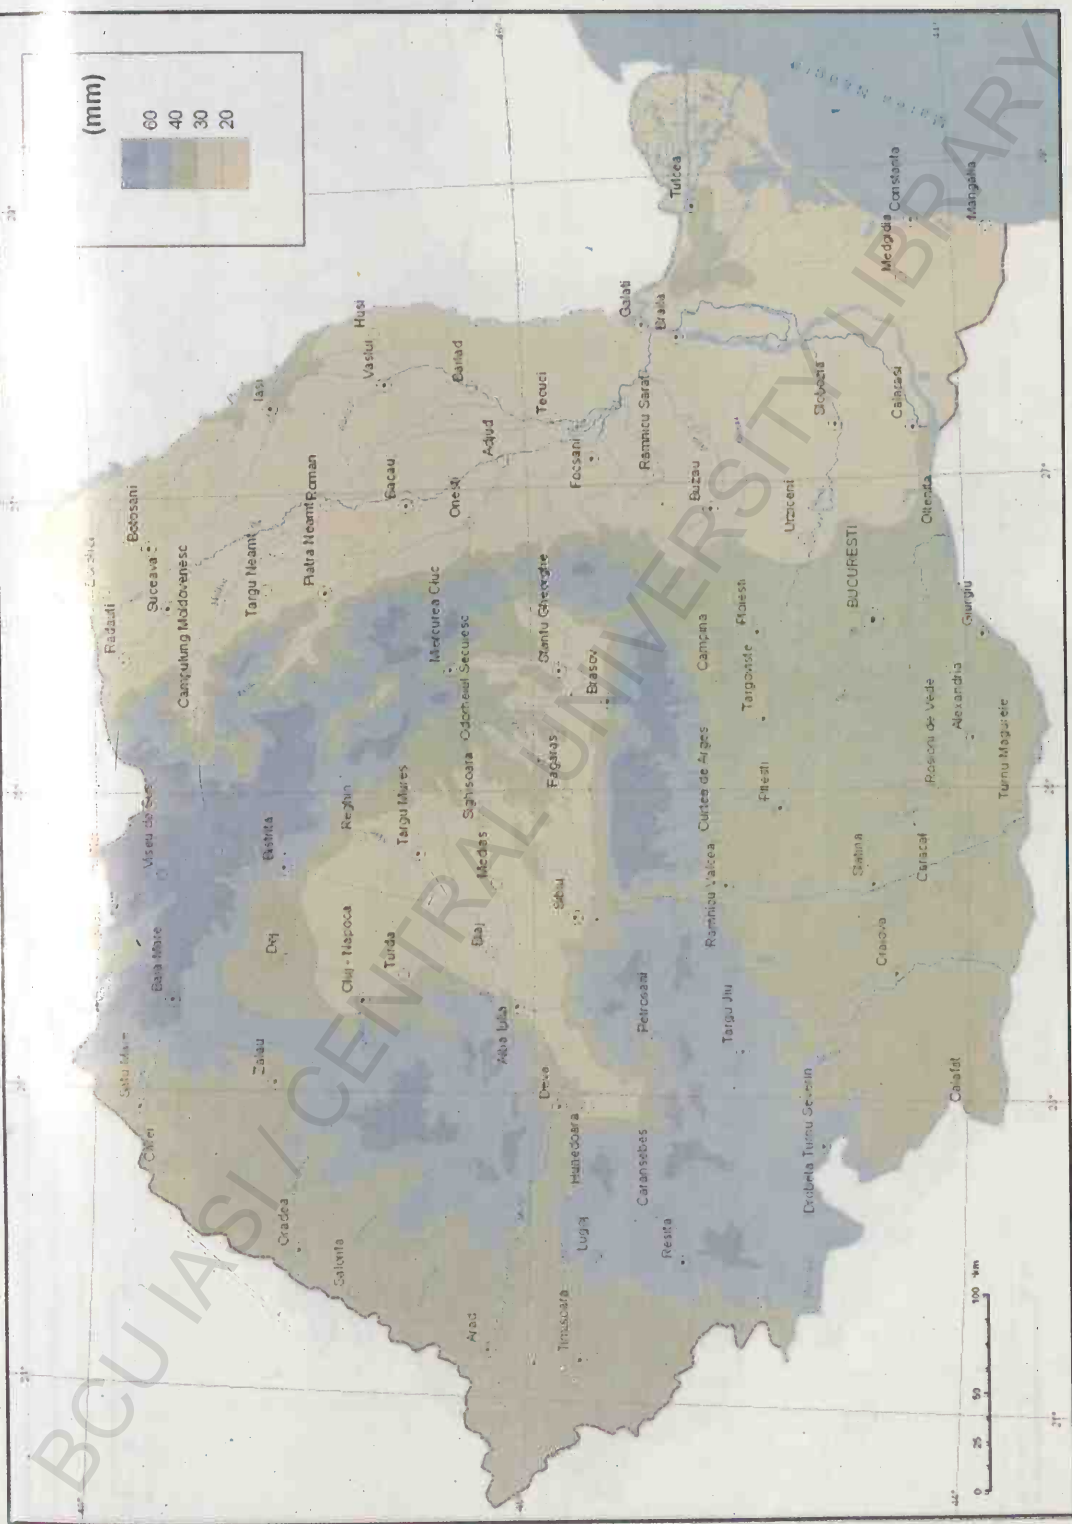 (mm)
60
40
30
20
46°
44°
Tulcea
Constanta
Medgidia
Mangalia
Galati
Braila
Husi
Vaslui
Iasi
Barlad
Tecuci
Adjud
Focsani
Ramnicu Sarat
Slobozia
Calarasi
Botosani
Suceava
Radauti
Campulung Moldovenesc
Targu Neamt
Piatra Neamt
Roman
Bacau
Onesti
Buzau
Urziceni
Oltenita
27°
BUCURESTI
Giurgiu
Miercurea Ciuc
Odorheiul Secuiesc
Sfantu Gheorghe
Brasov
Campina
Ploiesti
Targoviste
Alexandria
Rosiorii de Vede
Turnu Magurele
Viseu de Sus
Bistrita
Reghin
Targu Mures
Sighisoara
Medias
Fagaras
Curtea de Arges
Pitesti
Baia Mare
Dej
Cluj - Napoca
Turda
Blaj
Sibiu
Ramnicu Valcea
Slatina
Caracal
Satu Mare
Zalau
Alba Iulia
Petrosani
Targu Jiu
Craiova
Carei
Oradea
Salonta
Deva
Hunedoara
Caransebes
Drobeta Turnu Severin
Calafat
Arad
Timisoara
Lugoj
Resita
0 25 50 100 km
BCU IASI / CENTRAL UNIVERSITY LIBRARY